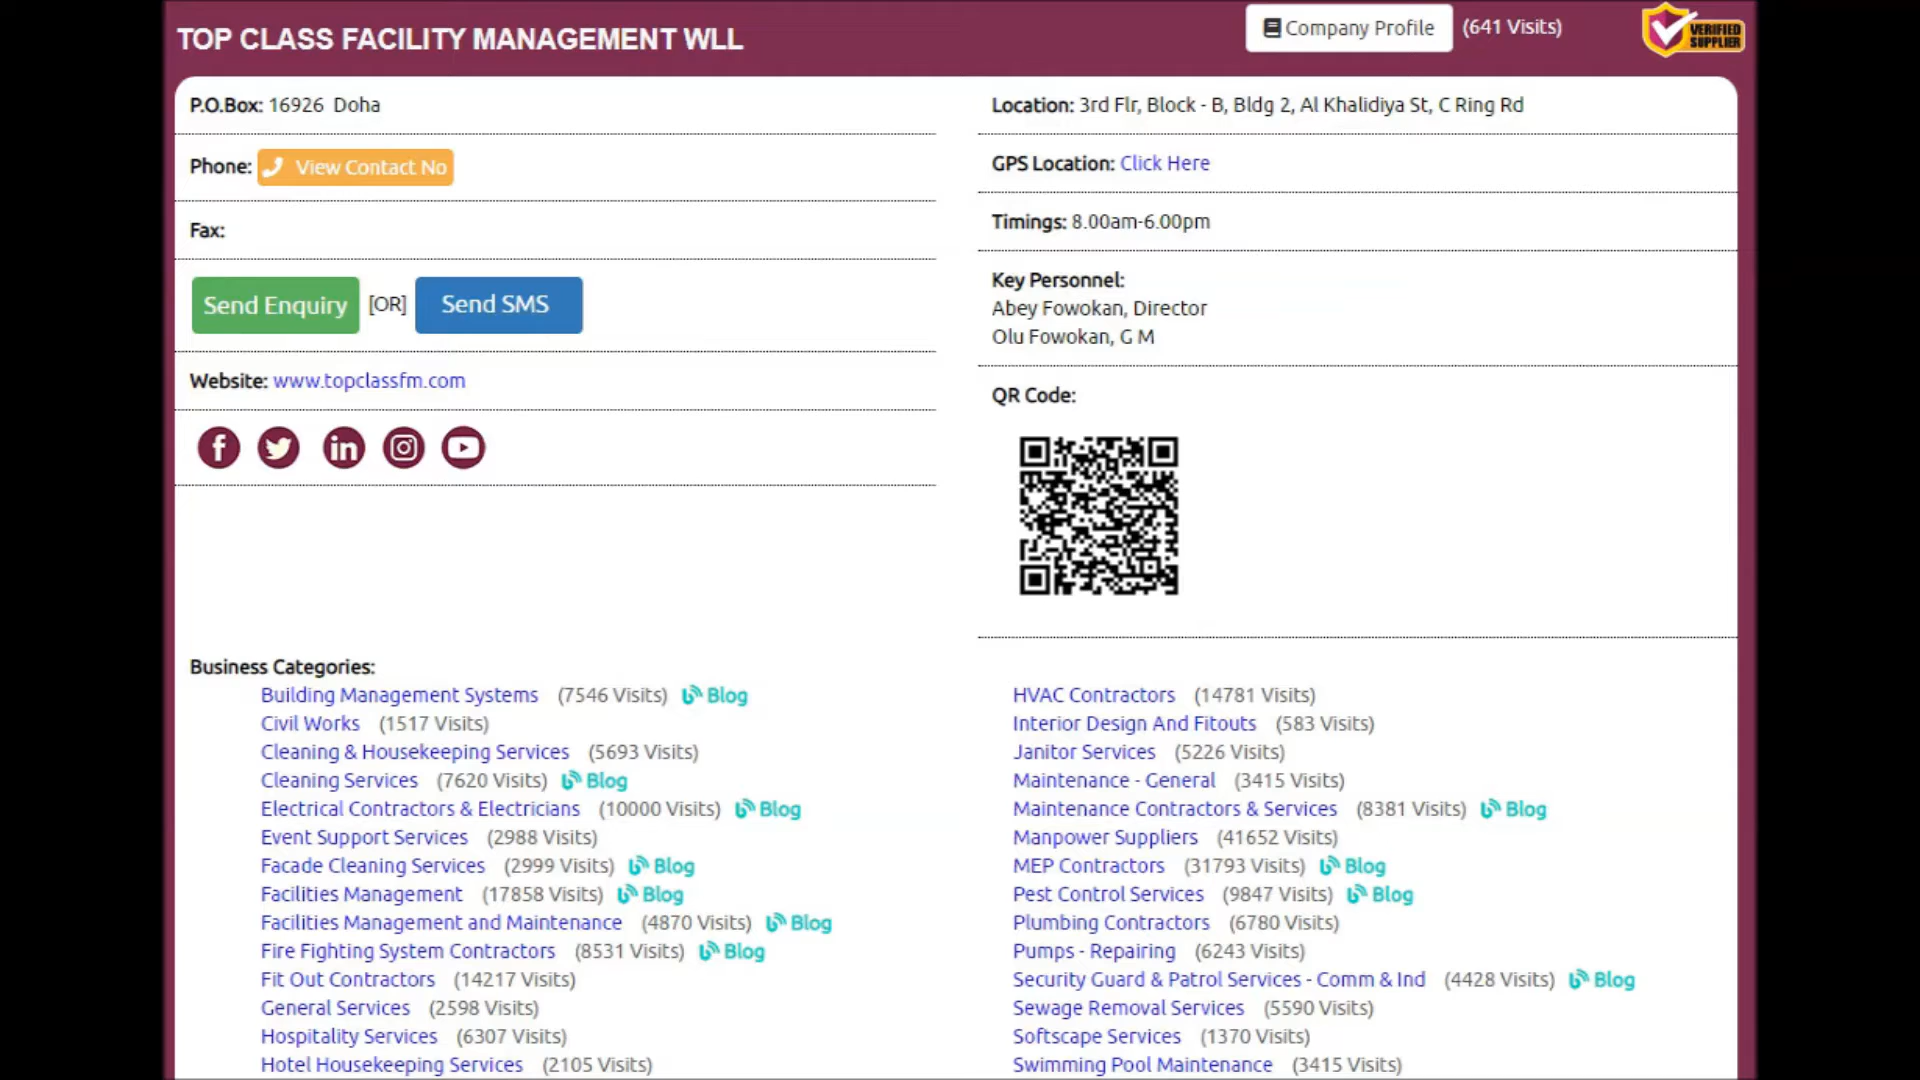 TOP CLASS FACILITY MANAGEMENT WLL
Company Profile (641 Visits)
VERIFIED
SUPPLIER
P.O.Box: 16926 Doha
Phone: View Contact No
Fax:
Send Enquiry [OR] Send SMS
Website: www.topclassfm.com
Location: 3rd Flr, Block - B, Bldg 2, Al Khalidiya St, C Ring Rd
GPS Location: Click Here
Timings: 8.00am-6.00pm
Key Personnel:
Abey Fowokan, Director
Olu Fowokan, G M
QR Code:
Business Categories:
Building Management Systems (7546 Visits) Blog
Civil Works (1517 Visits)
Cleaning & Housekeeping Services (5693 Visits)
Cleaning Services (7620 Visits) Blog
Electrical Contractors & Electricians (10000 Visits) Blog
Event Support Services (2988 Visits)
Facade Cleaning Services (2999 Visits) Blog
Facilities Management (17858 Visits) Blog
Facilities Management and Maintenance (4870 Visits) Blog
Fire Fighting System Contractors (8531 Visits) Blog
Fit Out Contractors (14217 Visits)
General Services (2598 Visits)
Hospitality Services (6307 Visits)
Hotel Housekeeping Services (2105 Visits)
HVAC Contractors (14781 Visits)
Interior Design And Fitouts (583 Visits)
Janitor Services (5226 Visits)
Maintenance - General (3415 Visits)
Maintenance Contractors & Services (8381 Visits) Blog
Manpower Suppliers (41652 Visits)
MEP Contractors (31793 Visits) Blog
Pest Control Services (9847 Visits) Blog
Plumbing Contractors (6780 Visits)
Pumps - Repairing (6243 Visits)
Security Guard & Patrol Services - Comm & Ind (4428 Visits) Blog
Sewage Removal Services (5590 Visits)
Softscape Services (1370 Visits)
Swimming Pool Maintenance (3415 Visits)